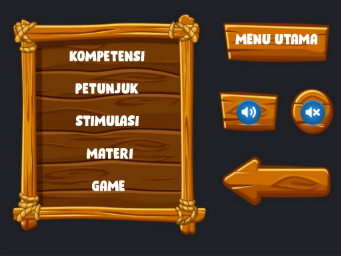 KOMPETENSI
PETUNJUK
STIMULASI
MATERI
GAME
MENU UTAMA